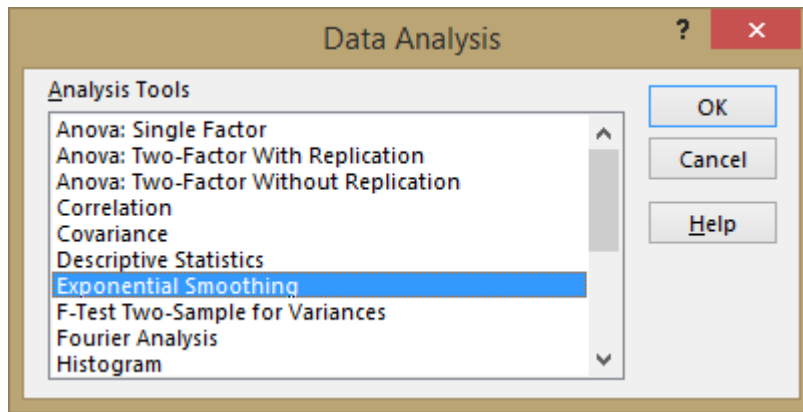 Data Analysis
?
×
Analysis Tools
Anova: Single Factor
Anova: Two-Factor With Replication
Anova: Two-Factor Without Replication
Correlation
Covariance
Descriptive Statistics
Exponential Smoothing
F-Test Two-Sample for Variances
Fourier Analysis
Histogram
OK
Cancel
Help